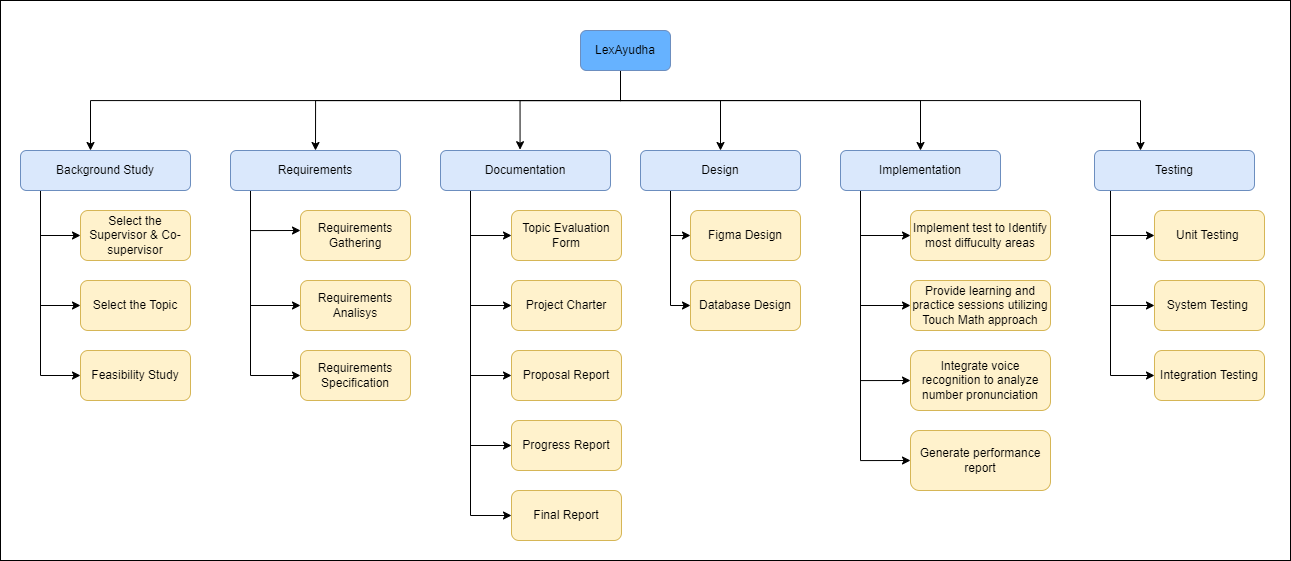 LexAyudha
Background Study
Requirements
Documentation
Design
Implementation
Testing
Select the
Supervisor & Co-
supervisor
Select the Topic
Feasibility Study
Requirements
Gathering
Requirements
Analisys
Requirements
Specification
Topic Evaluation
Form
Project Charter
Proposal Report
Progress Report
Final Report
Figma Design
Database Design
Implement test to Identify
most diffuculty areas
Provide learning and
practice sessions utilizing
Touch Math approach
Integrate voice
recognition to analyze
number pronunciation
Generate performance
report
Unit Testing
System Testing
Integration Testing